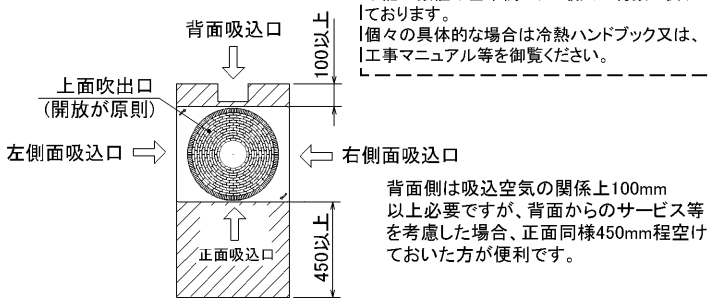 ております。
個々の具体的な場合は冷熱ハンドブック又は、
工事マニュアル等を御覧ください。
背面吸込口
100以上
上面吹出口
(開放が原則)
左側面吸込口
右側面吸込口
正面吸込口
450以上
背面側は吸込空気の関係上100mm
以上必要ですが、背面からのサービス等
を考慮した場合、正面同様450mm程空け
ておいた方が便利です。